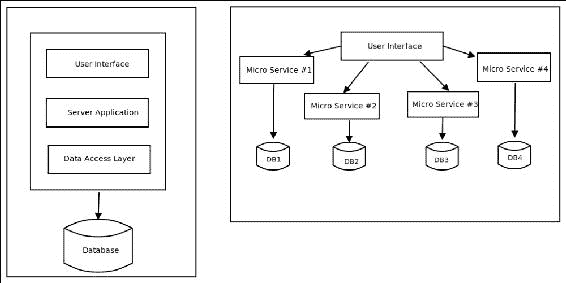 User Interface
Server Application
Data Access Layer
Database
User Interface
Micro Service #1
Micro Service #4
Micro Service #2
Micro Service #3
DB1
DB2
DB3
DB4